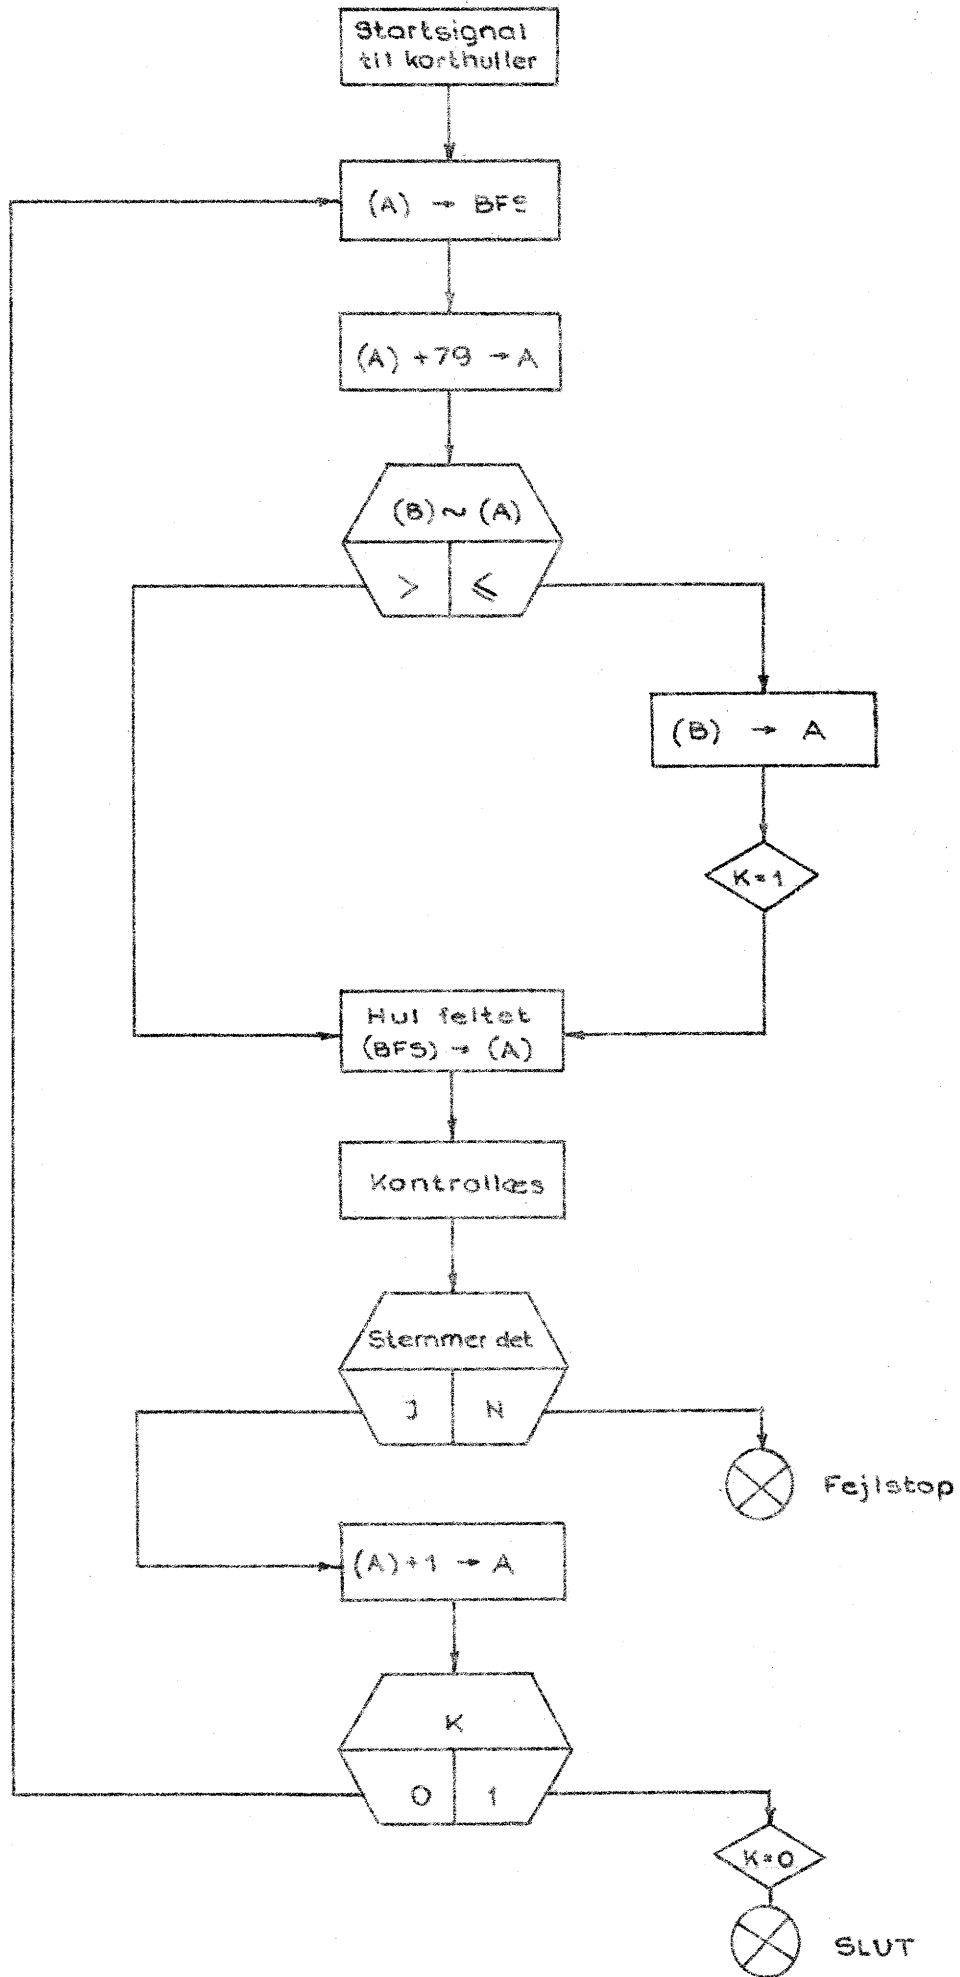 Startsignal
til korthuller
(A) → BFS
(A) +79 → A
(B) ~ (A)
> ≤
(B) → A
K=1
Hul feltet
(BFS) → (A)
Kontrollæs
Stemmer det
J N
Fejlstop
(A)+1 → A
K
0 1
K=0
SLUT